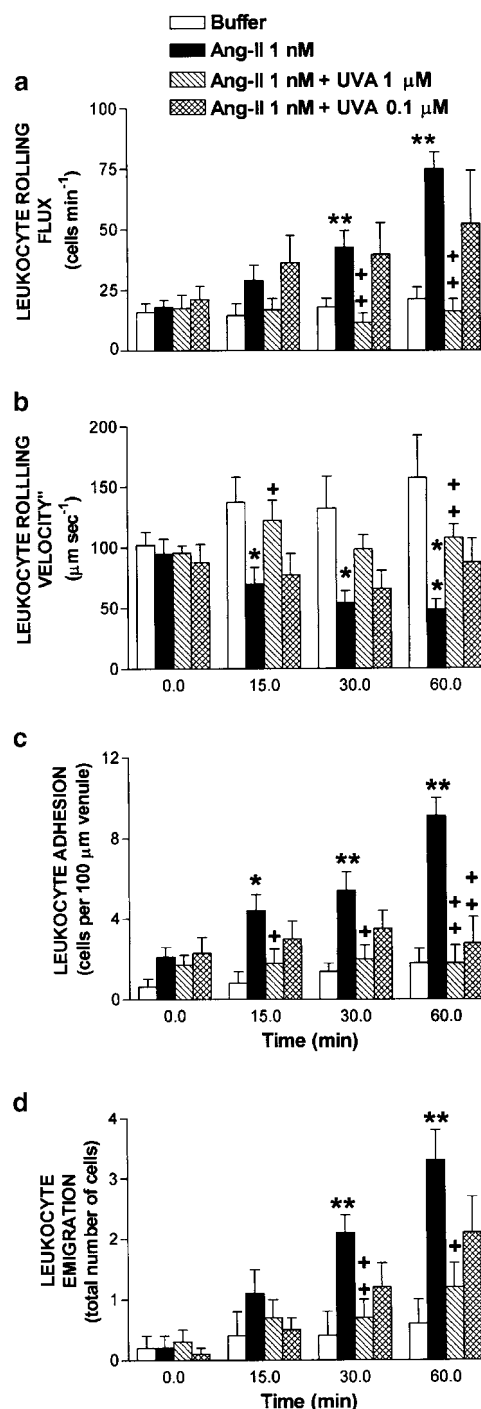 Buffer
Ang-II 1 nM
Ang-II 1 nM + UVA 1 μM
Ang-II 1 nM + UVA 0.1 μM
a
LEUKOCYTE ROLLING
FLUX
(cells min⁻¹)
100
75
50
25
0
**
++
**
++
b
LEUKOCYTE ROLLLING
VELOCITY"
(μm sec⁻¹)
200
150
100
50
0
*
+
*
**
++
0.0
15.0
30.0
60.0
c
LEUKOCYTE ADHESION
(cells per 100 μm venule)
12
8
4
0
*
+
**
+
**
++
++
0.0
15.0
30.0
60.0
Time (min)
d
LEUKOCYTE
EMIGRATION
(total number of cells)
4
3
2
1
0
**
++
**
+
0.0
15.0
30.0
60.0
Time (min)